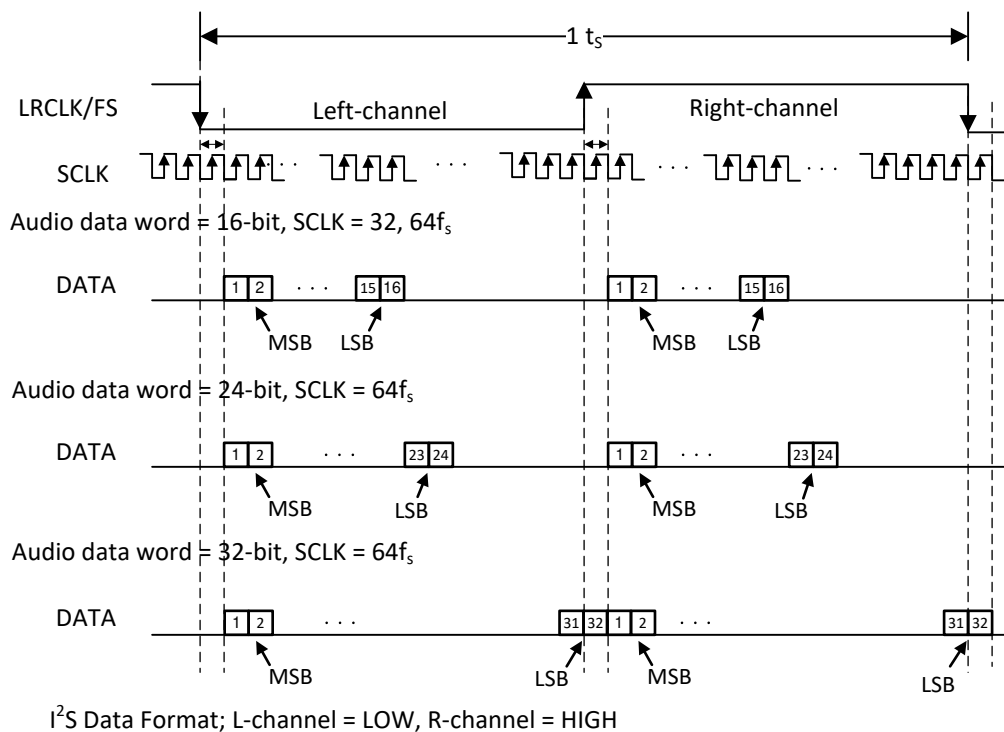 1 tS
LRCLK/FS Left-channel Right-channel
SCLK . . . . . . . . . . . .
Audio data word = 16-bit, SCLK = 32, 64fs
DATA 1 2 . . . 15 16 1 2 . . . 15 16
MSB LSB MSB LSB
Audio data word = 24-bit, SCLK = 64fs
DATA 1 2 . . . 23 24 1 2 . . . 23 24
MSB LSB MSB LSB
Audio data word = 32-bit, SCLK = 64fs
DATA 1 2 . . . 31 32 1 2 . . . 31 32
MSB LSB MSB LSB
I²S Data Format; L-channel = LOW, R-channel = HIGH